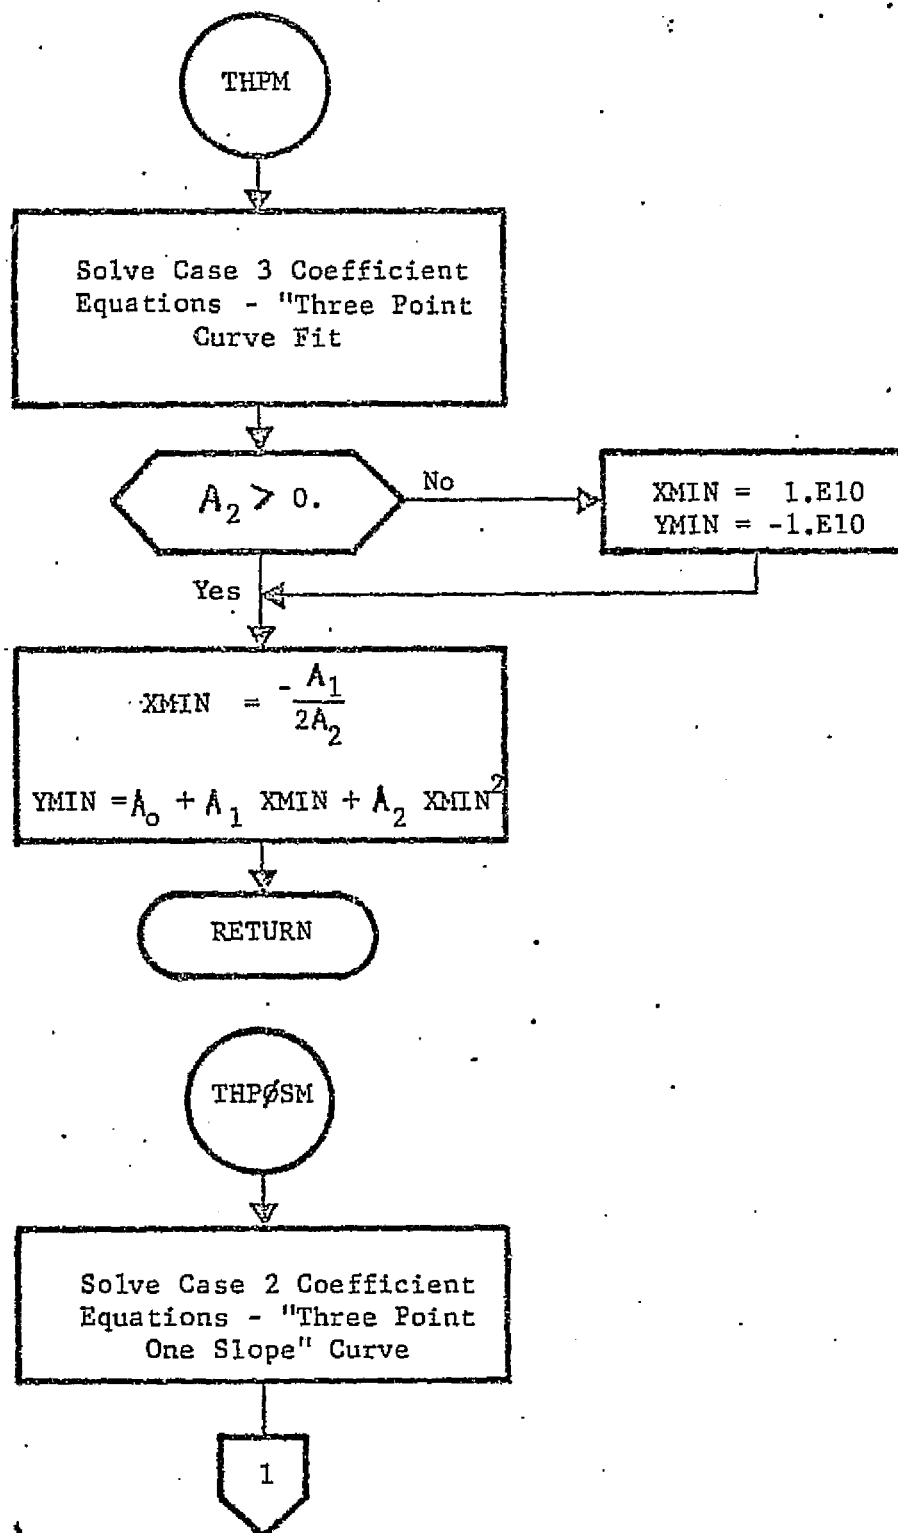 THPM
Solve Case 3 Coefficient
Equations - "Three Point
Curve Fit
A2 > 0.
No
XMIN = 1.E10
YMIN = -1.E10
Yes
XMIN = - A1 / 2A2
YMIN = Ao + A1 XMIN + A2 XMIN²
RETURN
THPØSM
Solve Case 2 Coefficient
Equations - "Three Point
One Slope" Curve
1